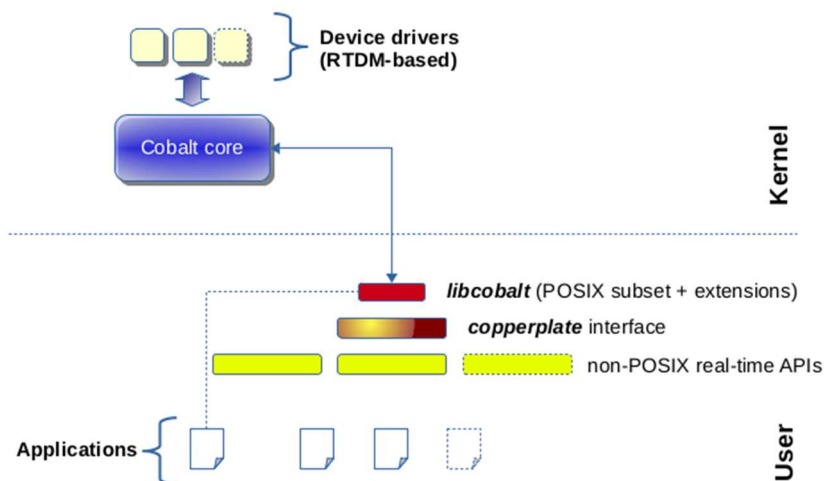 Device drivers
(RTDM-based)
Cobalt core
Kernel
libcobalt (POSIX subset + extensions)
copperplate interface
non-POSIX real-time APIs
Applications
User